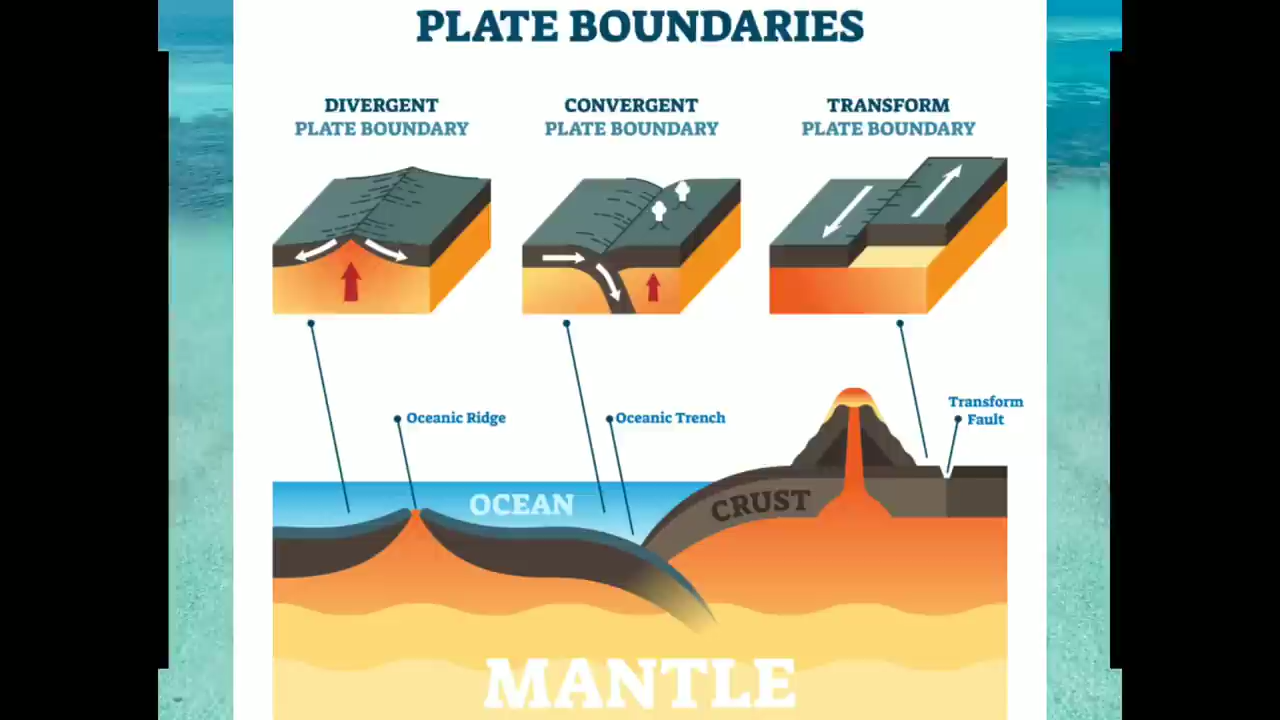 PLATE BOUNDARIES
DIVERGENT
PLATE BOUNDARY
CONVERGENT
PLATE BOUNDARY
TRANSFORM
PLATE BOUNDARY
Oceanic Ridge
Oceanic Trench
Transform
Fault
OCEAN
CRUST
MANTLE